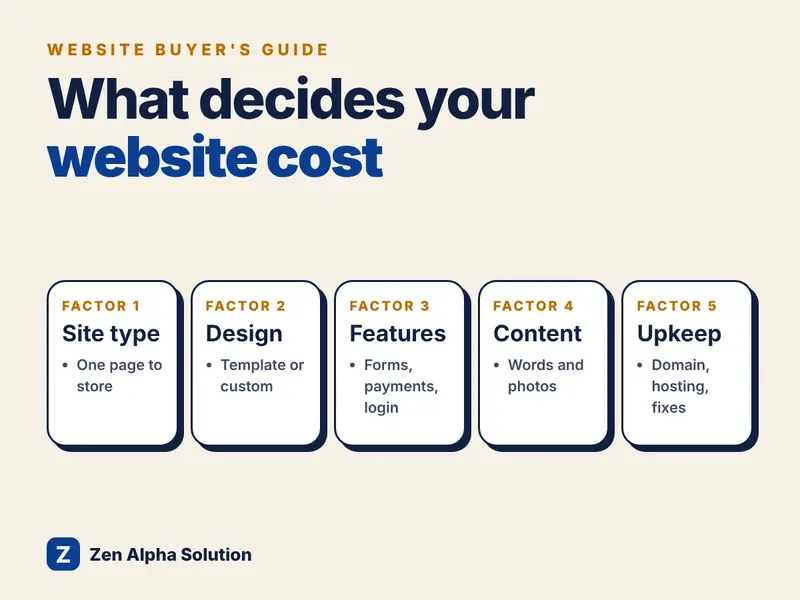 WEBSITE BUYER'S GUIDE
What decides your
website cost
FACTOR 1
Site type
• One page to
store
FACTOR 2
Design
• Template or
custom
FACTOR 3
Features
• Forms,
payments,
login
FACTOR 4
Content
• Words and
photos
FACTOR 5
Upkeep
• Domain,
hosting,
fixes
Z Zen Alpha Solution